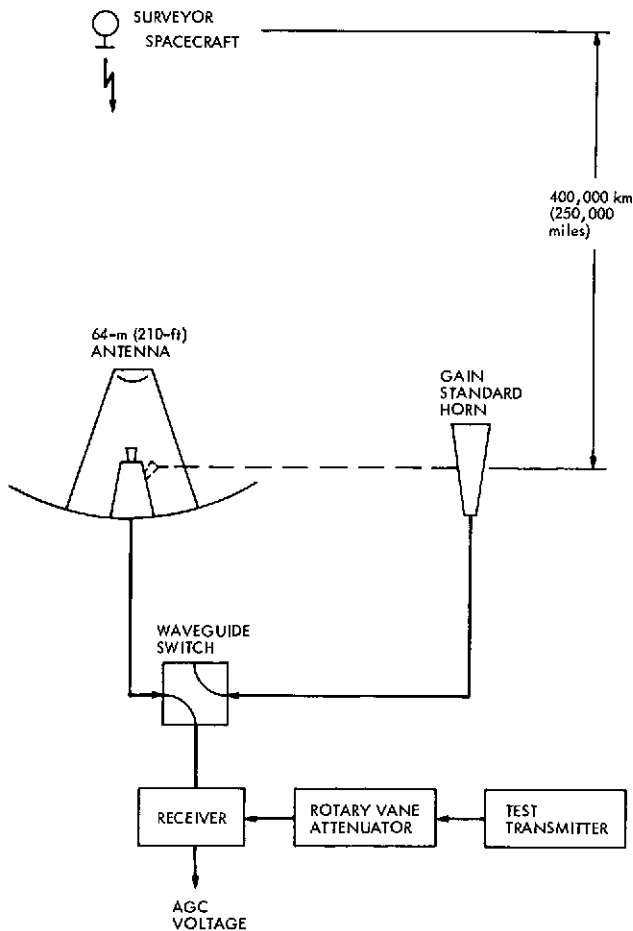 SURVEYOR
SPACECRAFT
400,000 km
(250,000
miles)
64-m (210-ft)
ANTENNA
GAIN
STANDARD
HORN
WAVEGUIDE
SWITCH
RECEIVER
ROTARY VANE
ATTENUATOR
TEST
TRANSMITTER
AGC
VOLTAGE